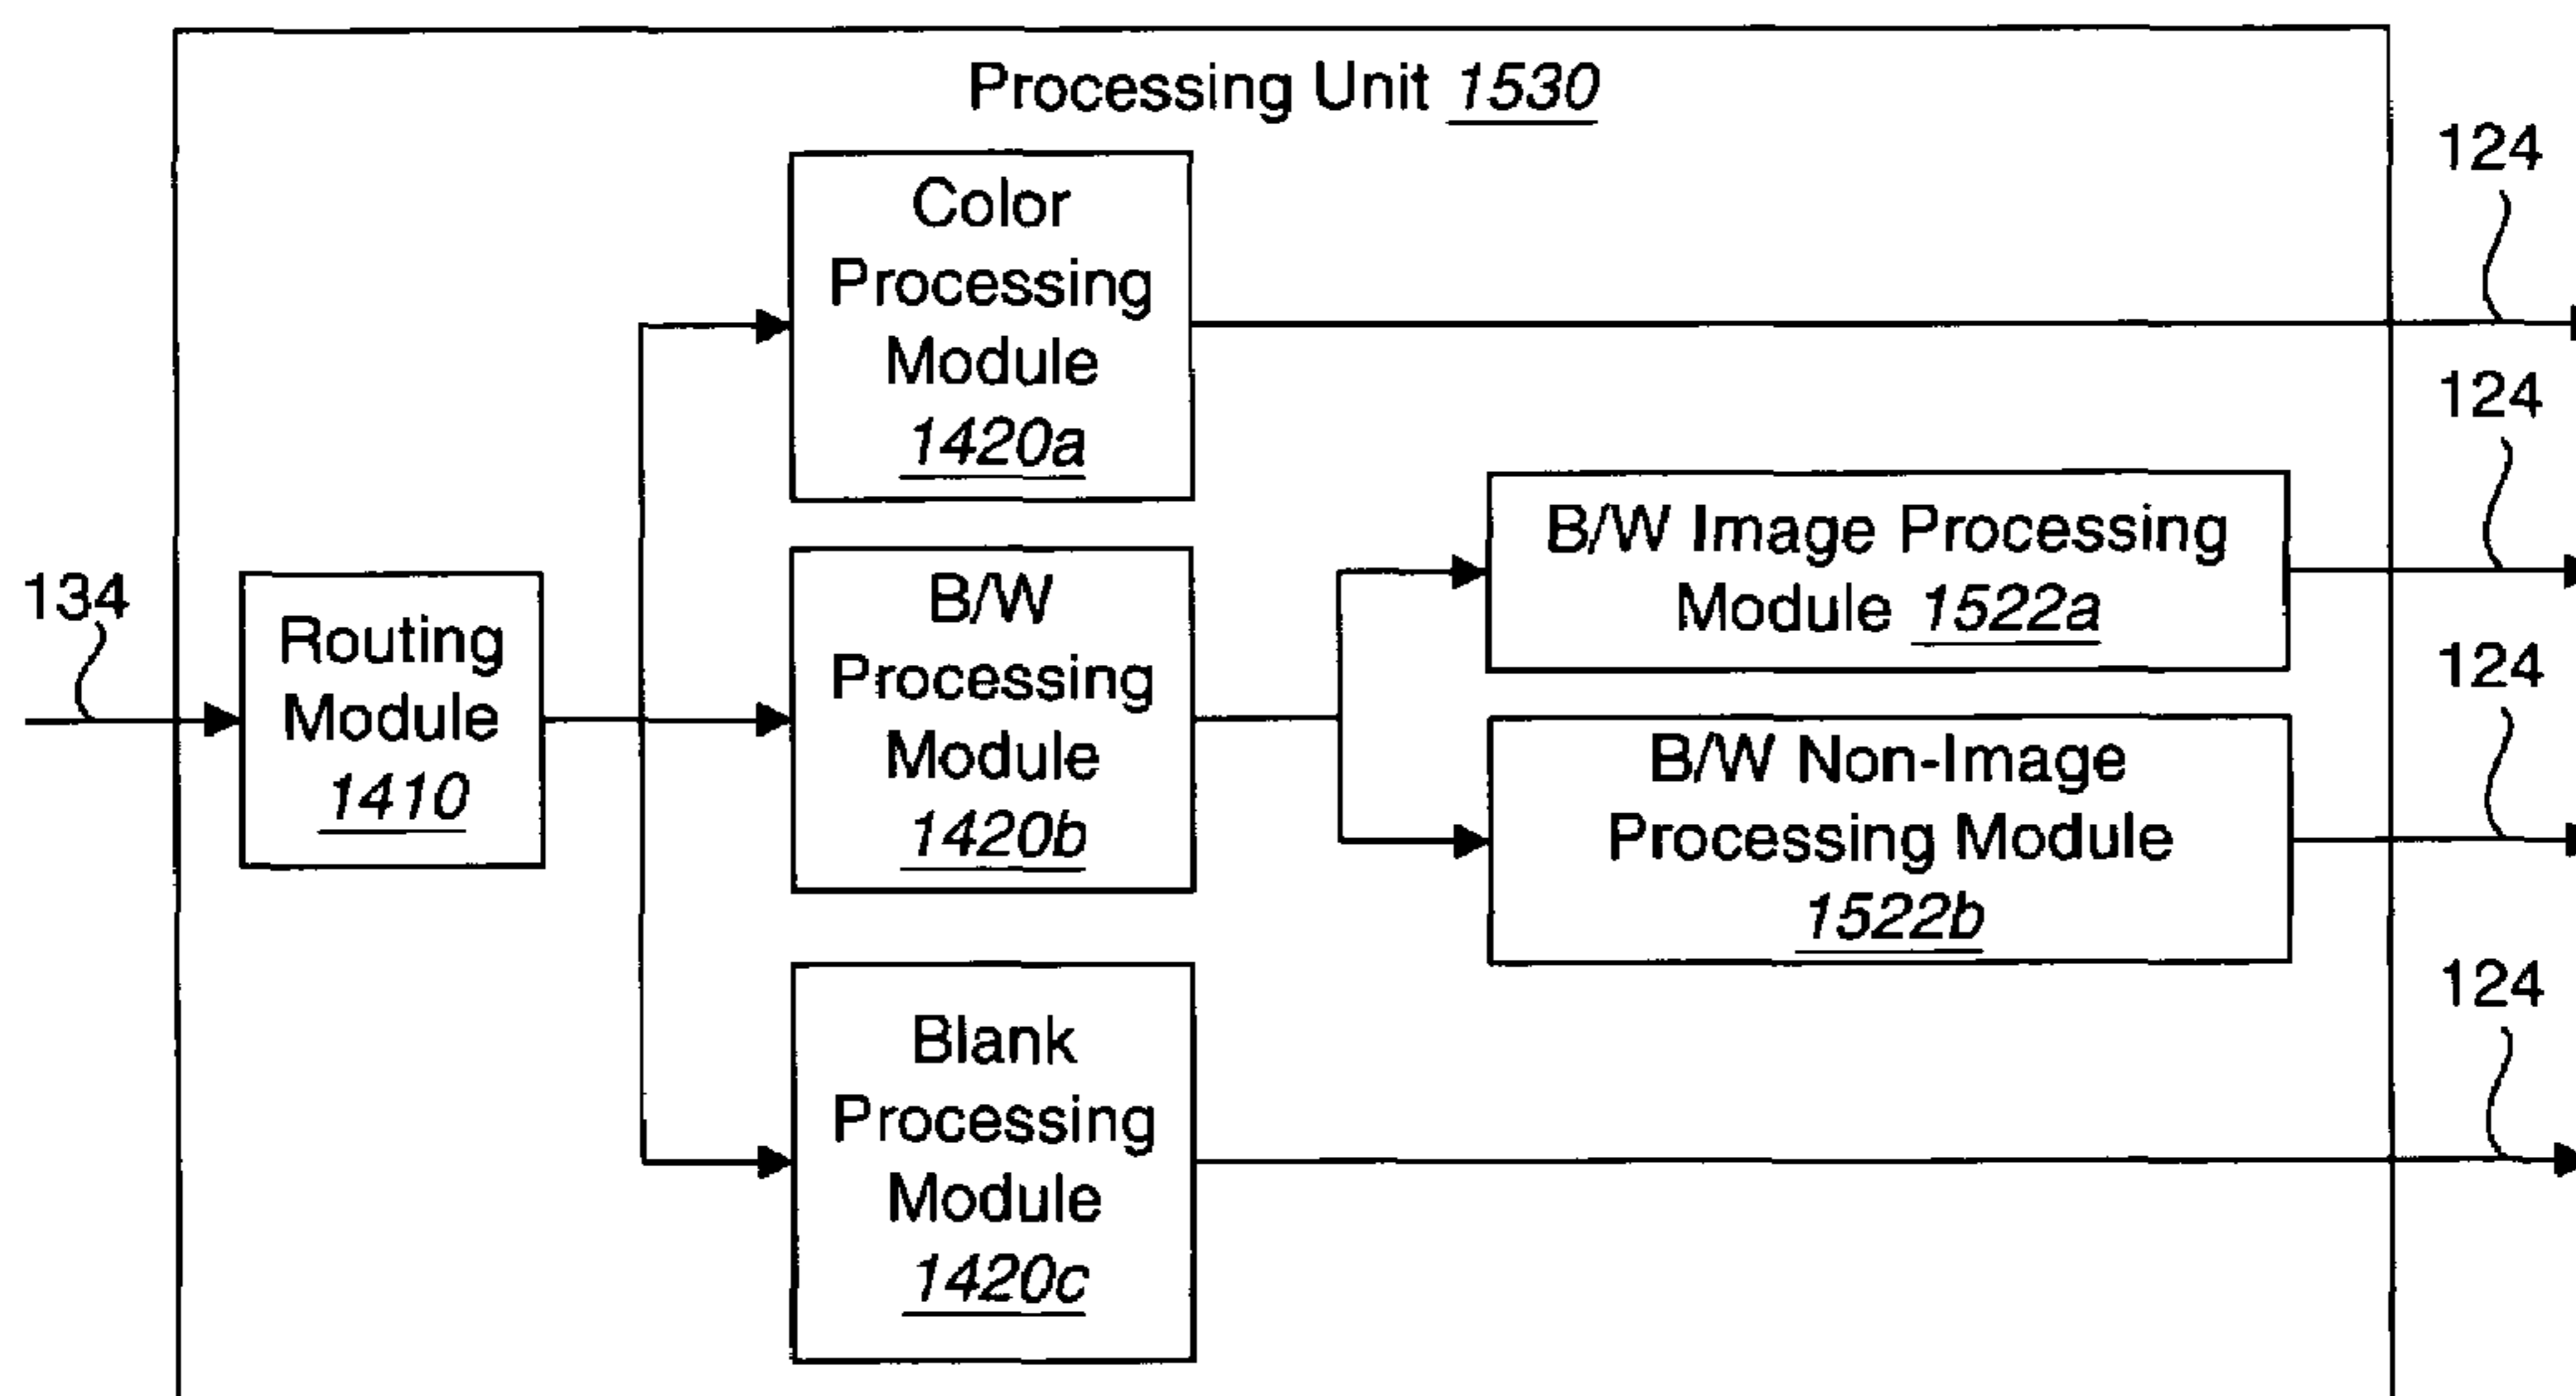 Processing Unit 1530
124
Color
Processing
Module
1420a
124
B/W Image Processing
Module 1522a
134
Routing
Module
1410
B/W
Processing
Module
1420b
124
B/W Non-Image
Processing Module
1522b
124
Blank
Processing
Module
1420c